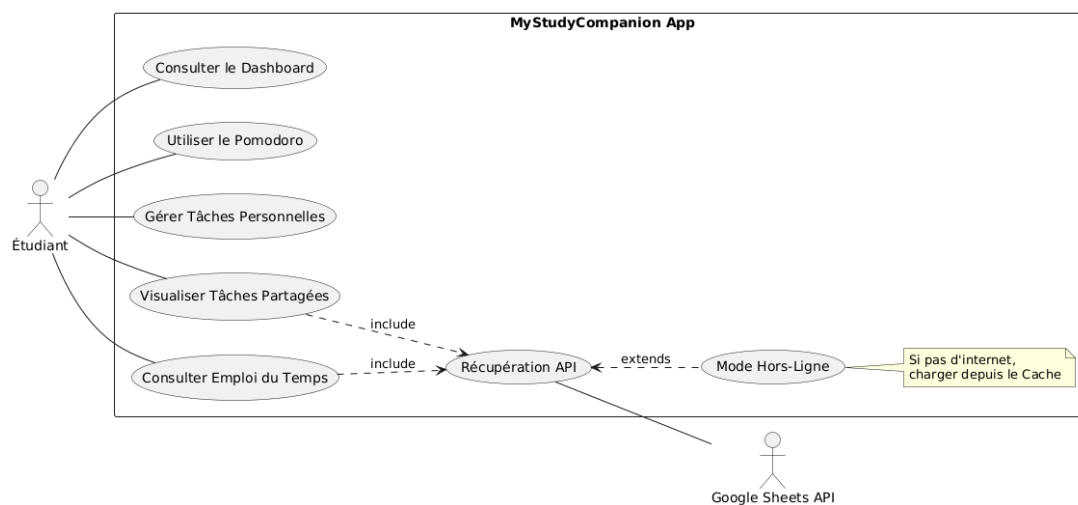 MyStudyCompanion App
Consulter le Dashboard
Utiliser le Pomodoro
Gérer Tâches Personnelles
Étudiant
Visualiser Tâches Partagées
include
Consulter Emploi du Temps
include
Récupération API
extends
Mode Hors-Ligne
Si pas d'internet,
charger depuis le Cache
Google Sheets API